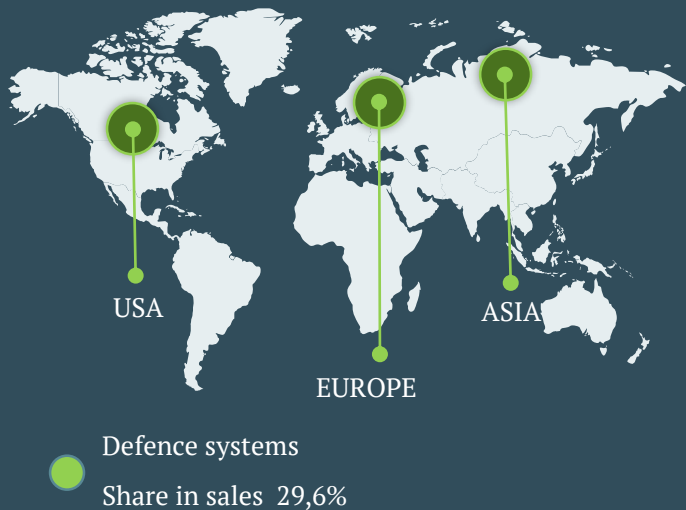 USA
ASIA
EUROPE
Defence systems
Share in sales 29,6%